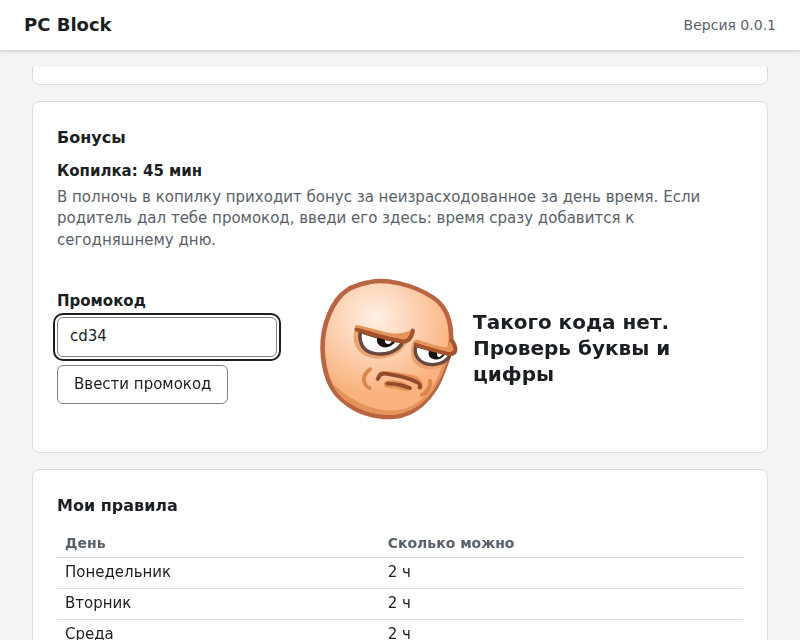 PC Block
Версия 0.0.1
Бонусы
Копилка: 45 мин
В полночь в копилку приходит бонус за неизрасходованное за день время. Если
родитель дал тебе промокод, введи его здесь: время сразу добавится к
сегодняшнему дню.
Промокод
cd34
Ввести промокод
Такого кода нет.
Проверь буквы и
цифры
Мои правила
День Сколько можно
Понедельник 2 ч
Вторник 2 ч
Среда 2 ч